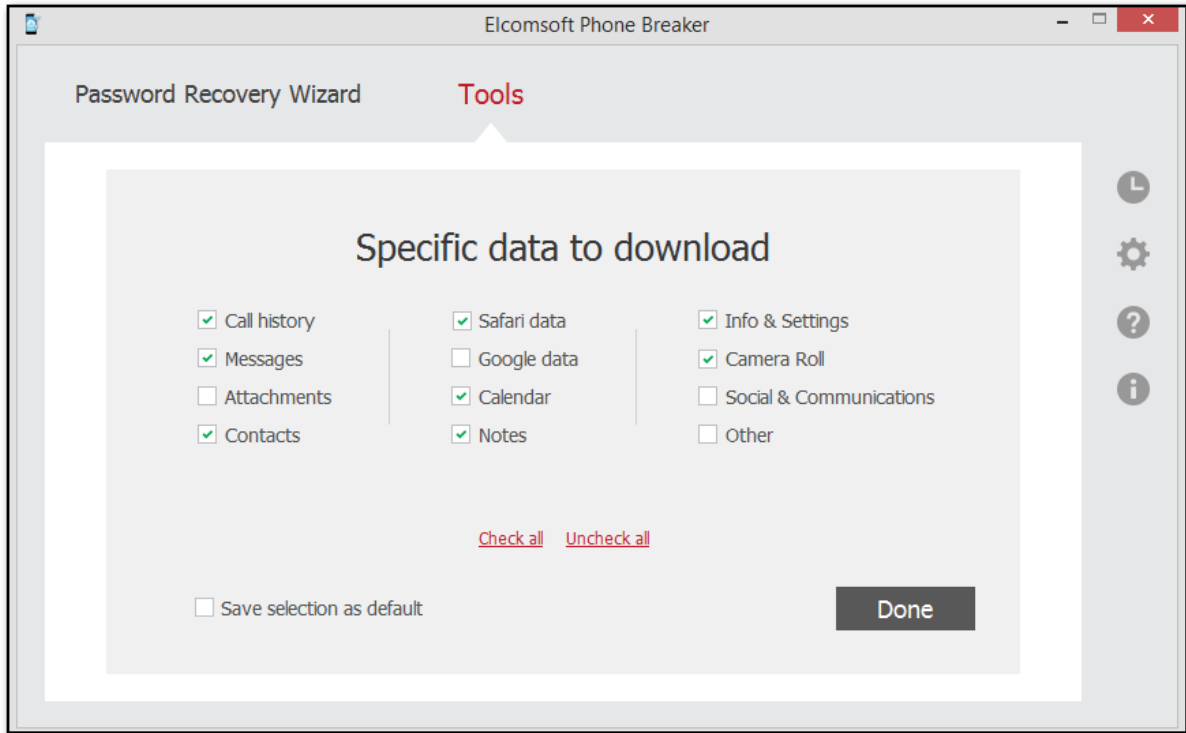 Elcomsoft Phone Breaker
Password Recovery Wizard
Tools
Specific data to download
Call history
Messages
Attachments
Contacts
Safari data
Google data
Calendar
Notes
Info & Settings
Camera Roll
Social & Communications
Other
Check all
Uncheck all
Save selection as default
Done